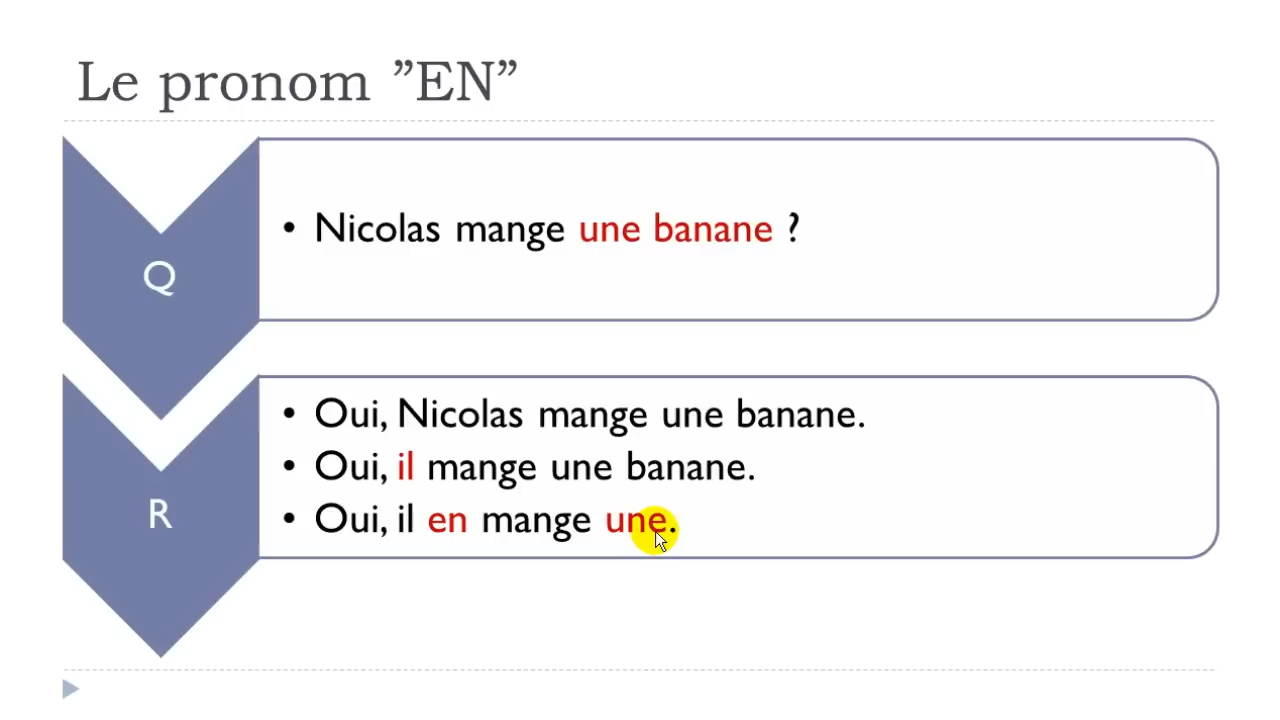 Le pronom ”EN”
Q
• Nicolas mange une banane ?
R
• Oui, Nicolas mange une banane.
• Oui, il mange une banane.
• Oui, il en mange une.